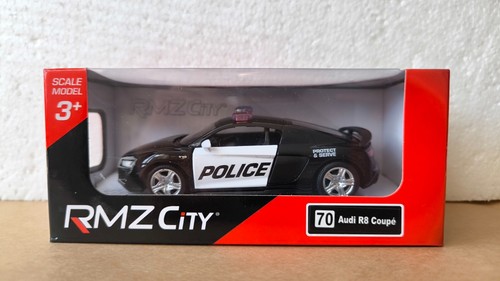 SCALE
MODEL
3+
RMZ CiTY
POLICE
PROTECT
& SERVE
RMZ CiTY®
70 Audi R8 Coupé